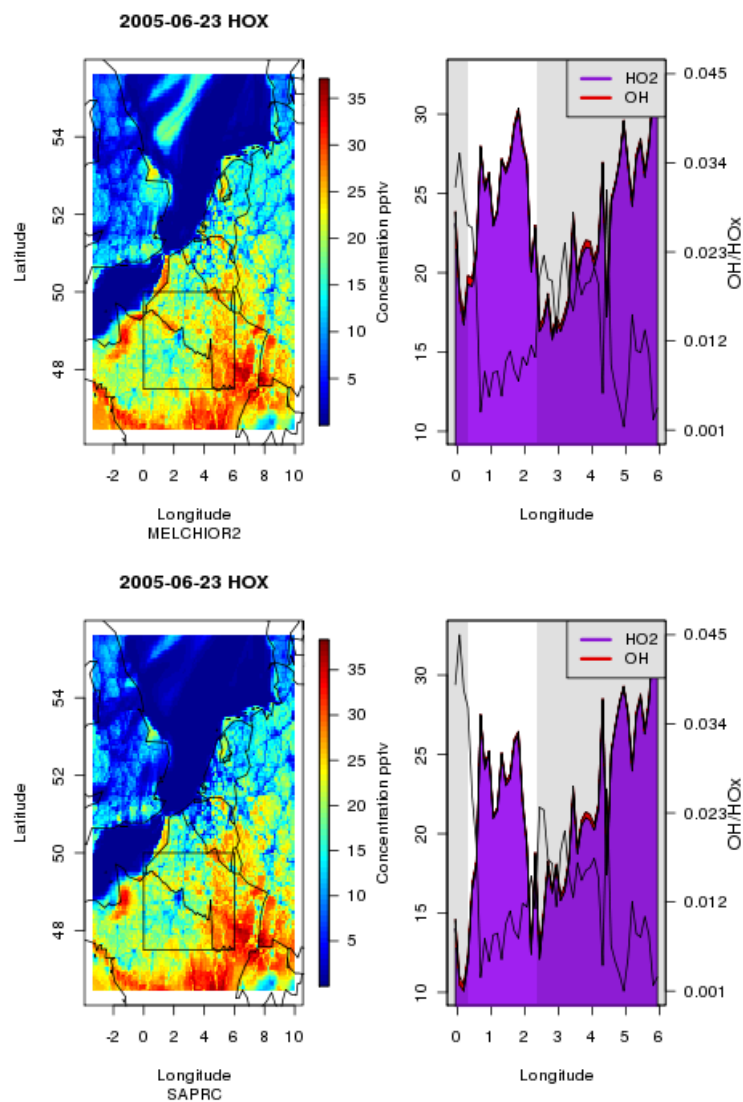 2005-06-23 HOX
Latitude
48 50 52 54
-2 0 2 4 6 8 10
Longitude
MELCHIOR2
5 10 15 20 25 30 35
Concentration pptv
10 15 20 25 30
0 1 2 3 4 5 6
Longitude
HO2
OH
0.001 0.012 0.023 0.034 0.045
OH/HOx
2005-06-23 HOX
Latitude
48 50 52 54
-2 0 2 4 6 8 10
Longitude
SAPRC
5 10 15 20 25 30 35
Concentration pptv
10 15 20 25 30
0 1 2 3 4 5 6
Longitude
HO2
OH
0.001 0.012 0.023 0.034 0.045
OH/HOx